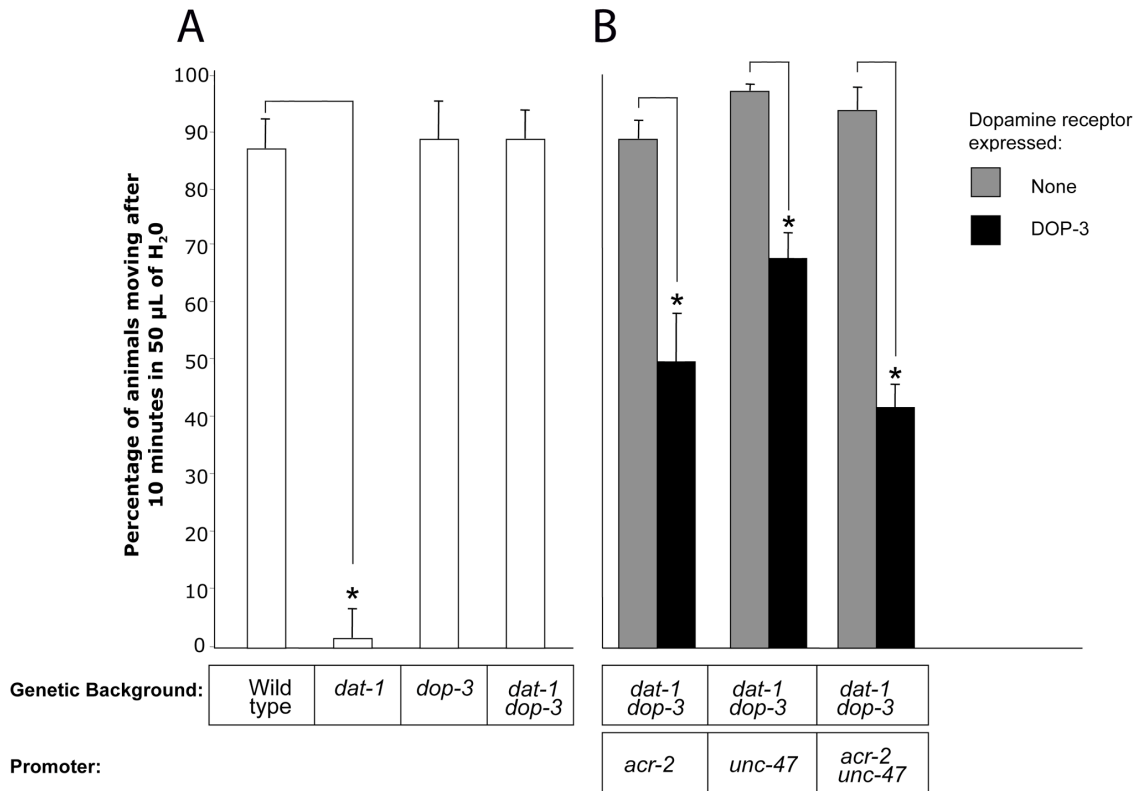 A
B
Percentage of animals moving after
10 minutes in 50 µL of H₂0
100
90
80
70
60
50
40
30
20
10
0
*
*
*
*
Dopamine receptor
expressed:
None
DOP-3
Genetic Background:
Wild
type
dat-1
dop-3
dat-1
dop-3
dat-1
dop-3
dat-1
dop-3
dat-1
dop-3
Promoter:
acr-2
unc-47
acr-2
unc-47